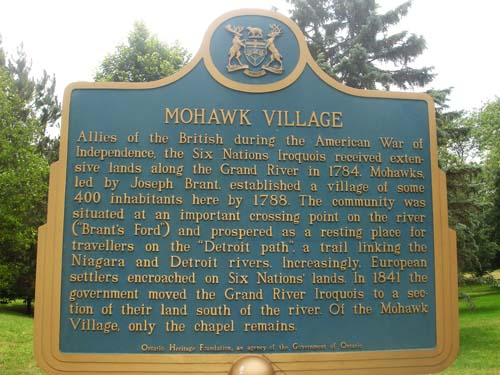 MOHAWK VILLAGE
Allies of the British during the American War of
Independence, the Six Nations Iroquois received exten-
sive lands along the Grand River in 1784. Mohawks,
led by Joseph Brant, established a village of some
400 inhabitants here by 1788. The community was
situated at an important crossing point on the river
("Brant's Ford") and prospered as a resting place for
travellers on the "Detroit path", a trail linking the
Niagara and Detroit rivers. Increasingly, European
settlers encroached on Six Nations' lands. In 1841 the
government moved the Grand River Iroquois to a sec-
tion of their land south of the river. Of the Mohawk
Village, only the chapel remains.
Ontario Heritage Foundation, an agency of the Government of Ontario